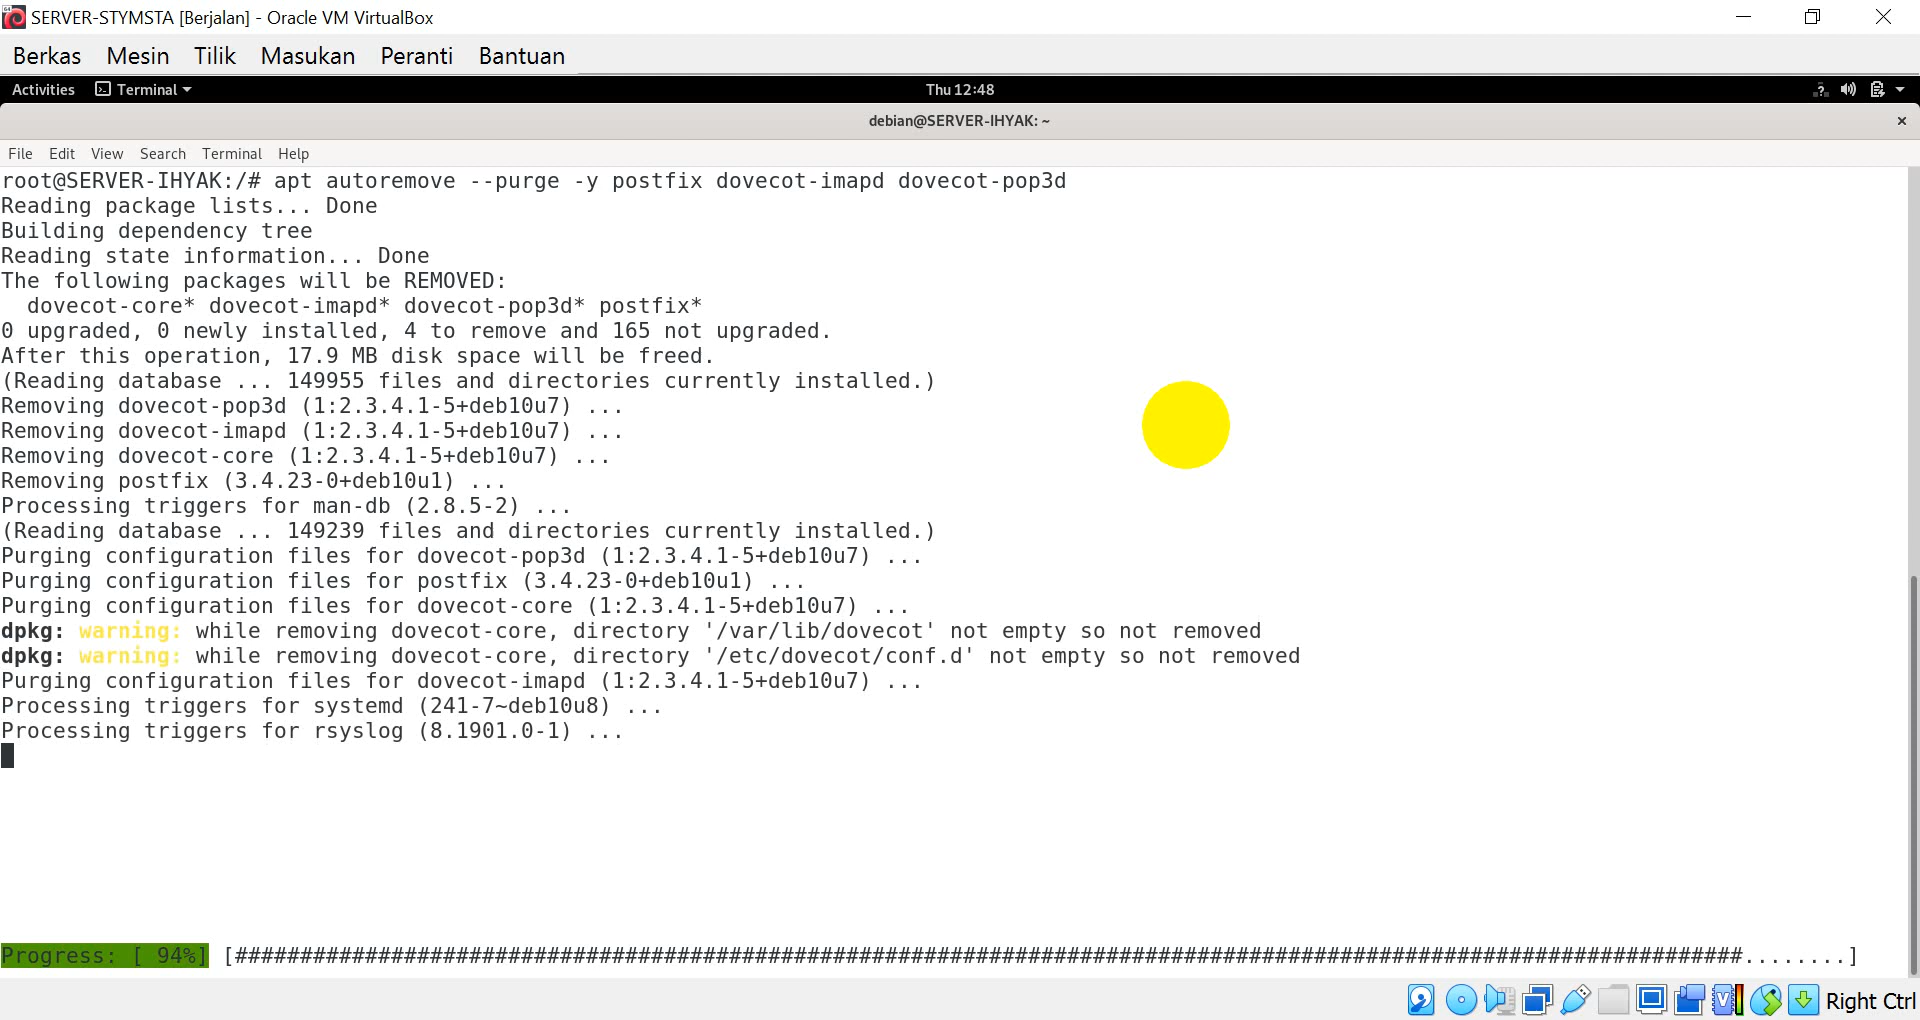 SERVER-STYMSTA [Berjalan] - Oracle VM VirtualBox
Berkas Mesin Tilik Masukan Peranti Bantuan
Activities Terminal Thu 12:48
debian@SERVER-IHYAK: ~
File Edit View Search Terminal Help
root@SERVER-IHYAK:/# apt autoremove --purge -y postfix dovecot-imapd dovecot-pop3d
Reading package lists... Done
Building dependency tree
Reading state information... Done
The following packages will be REMOVED:
dovecot-core* dovecot-imapd* dovecot-pop3d* postfix*
0 upgraded, 0 newly installed, 4 to remove and 165 not upgraded.
After this operation, 17.9 MB disk space will be freed.
(Reading database ... 149955 files and directories currently installed.)
Removing dovecot-pop3d (1:2.3.4.1-5+deb10u7) ...
Removing dovecot-imapd (1:2.3.4.1-5+deb10u7) ...
Removing dovecot-core (1:2.3.4.1-5+deb10u7) ...
Removing postfix (3.4.23-0+deb10u1) ...
Processing triggers for man-db (2.8.5-2) ...
(Reading database ... 149239 files and directories currently installed.)
Purging configuration files for dovecot-pop3d (1:2.3.4.1-5+deb10u7) ...
Purging configuration files for postfix (3.4.23-0+deb10u1) ...
Purging configuration files for dovecot-core (1:2.3.4.1-5+deb10u7) ...
dpkg: warning: while removing dovecot-core, directory '/var/lib/dovecot' not empty so not removed
dpkg: warning: while removing dovecot-core, directory '/etc/dovecot/conf.d' not empty so not removed
Purging configuration files for dovecot-imapd (1:2.3.4.1-5+deb10u7) ...
Processing triggers for systemd (241-7~deb10u8) ...
Processing triggers for rsyslog (8.1901.0-1) ...
Progress: [ 94%] [####################################################################################################################........]
Right Ctrl